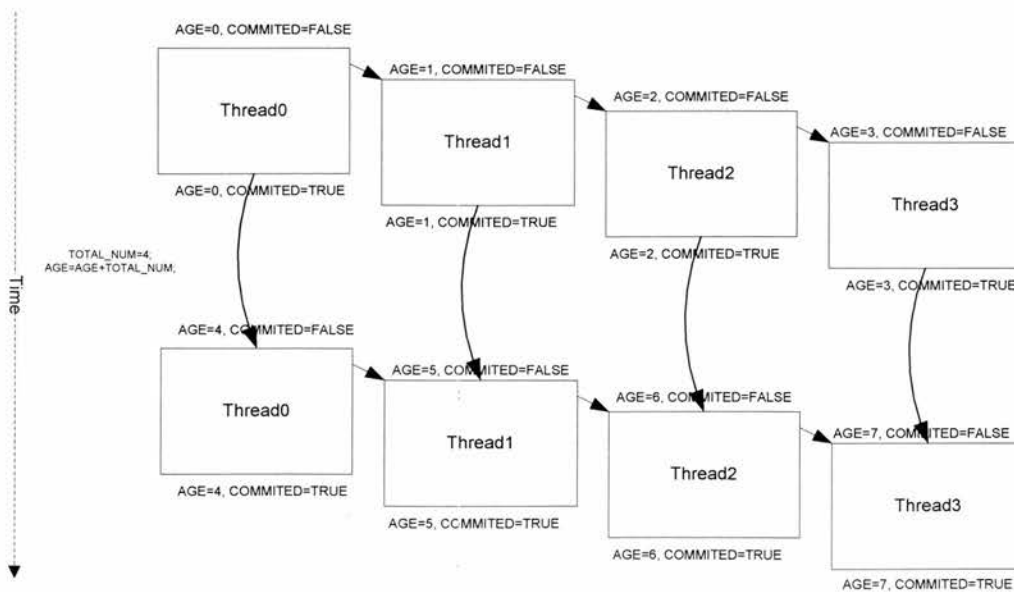 AGE=0, COMMITED=FALSE
AGE=1, COMMITED=FALSE
AGE=2, COMMITED=FALSE
AGE=3, COMMITED=FALSE
Thread0
Thread1
Thread2
Thread3
AGE=0, COMMITED=TRUE
AGE=1, COMMITED=TRUE
AGE=2, COMMITED=TRUE
AGE=3, COMMITED=TRUE
TOTAL_NUM=4;
AGE=AGE+TOTAL_NUM;
Time
AGE=4, COMMITED=FALSE
AGE=5, COMMITED=FALSE
AGE=6, COMMITED=FALSE
AGE=7, COMMITED=FALSE
Thread0
Thread1
Thread2
Thread3
AGE=4, COMMITED=TRUE
AGE=5, COMMITED=TRUE
AGE=6, COMMITED=TRUE
AGE=7, COMMITED=TRUE